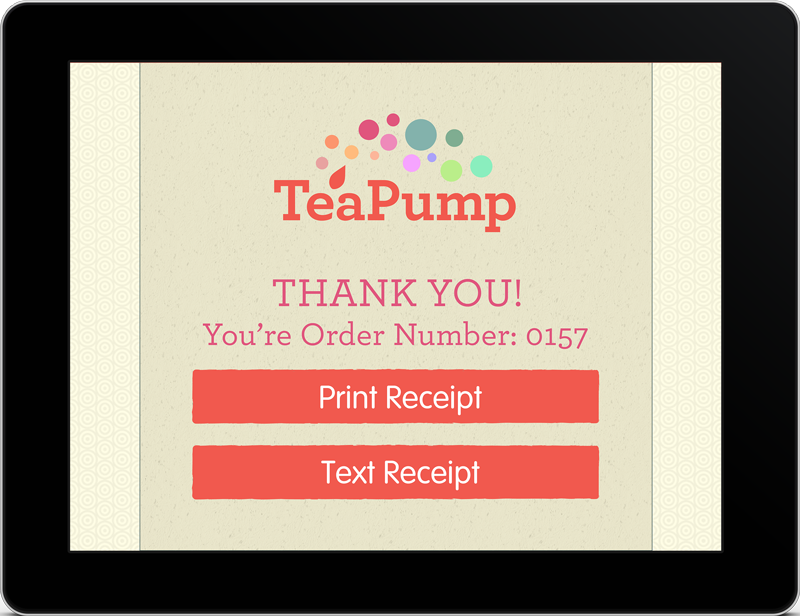 TeaPump
THANK YOU!
You're Order Number: 0157
Print Receipt
Text Receipt